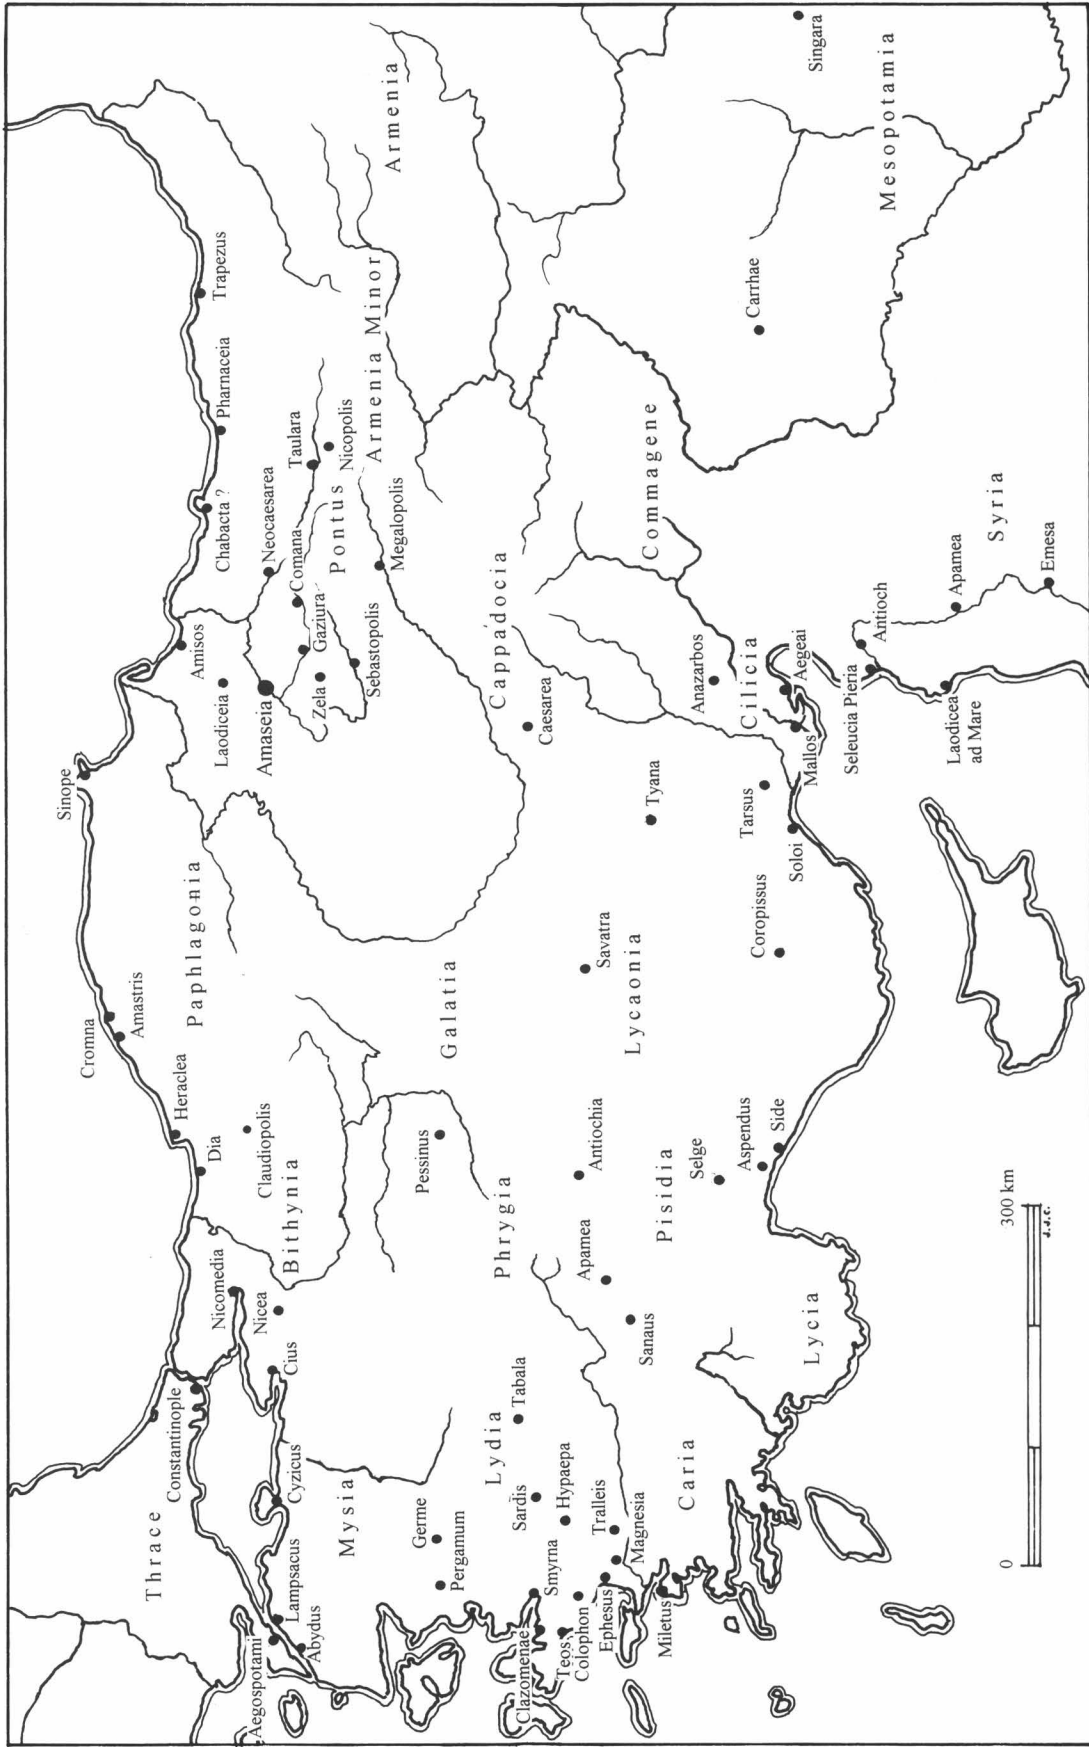 Sinope
Cromna
Amastris
Heraclea
Dia
Claudiopolis
Paphlagonia
Bithynia
Nicomedia
Nicea
Cius
Constantinople
Thrace
Cyzicus
Lampsacus
Aegospotami
Abydus
Mysia
Amisos
Laodiceia
Amaseia
Chabacta ?
Pharnaceia
Trapezus
Neocaesarea
Comana
Gaziura
Zela
Sebastopolis
Taulara
Nicopolis
Pontus
Megalopolis
Armenia Minor
Armenia
Galatia
Pessinus
Phrygia
Germe
Pergamum
Lydia
Tabala
Sardis
Hypaepa
Smyrna
Clazomenae
Teos
Colophon
Ephesus
Tralleis
Magnesia
Miletus
Caria
Apamea
Sanaus
Antiochia
Pisidia
Selge
Aspendus
Side
Lycia
Savatra
Lycaonia
Coropissus
Cappadocia
Caesarea
Tyana
Tarsus
Soloi
Cilicia
Anazarbos
Mallos
Aegeai
Commagene
Carrhae
Singara
Mesopotamia
Seleucia Pieria
Antioch
Laodicea
ad Mare
Apamea
Syria
Emesa
0
300 km
J.d.C.